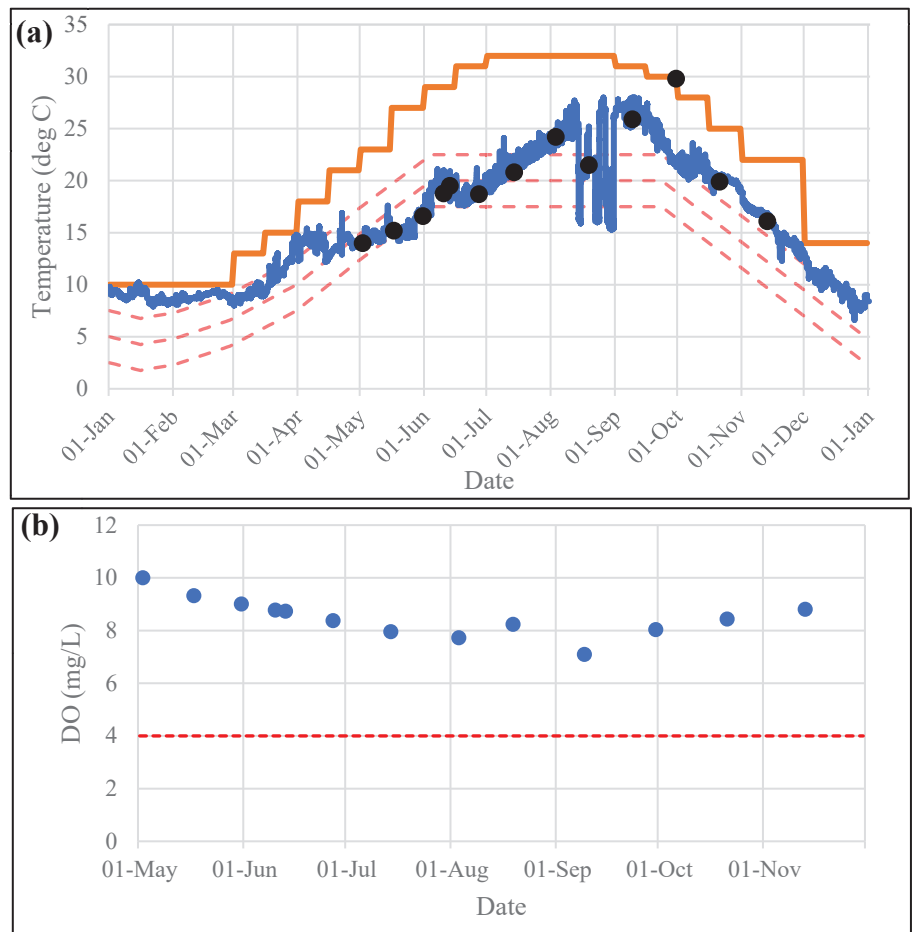 (a)
Temperature (deg C)
35
30
25
20
15
10
5
0
01-Jan 01-Feb 01-Mar 01-Apr 01-May 01-Jun 01-Jul 01-Aug 01-Sep 01-Oct 01-Nov 01-Dec 01-Jan
Date
(b)
DO (mg/L)
12
10
8
6
4
2
0
01-May 01-Jun 01-Jul 01-Aug 01-Sep 01-Oct 01-Nov
Date